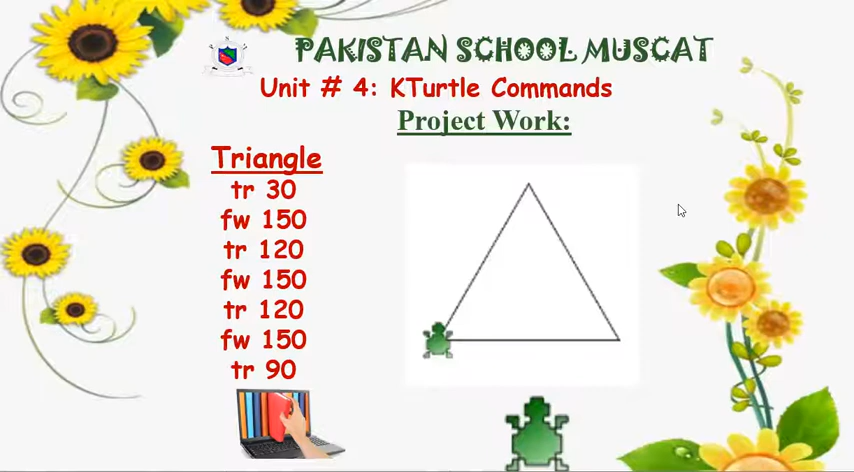 PAKISTAN SCHOOL MUSCAT
Unit # 4: KTurtle Commands
Project Work:
Triangle
tr 30
fw 150
tr 120
fw 150
tr 120
fw 150
tr 90